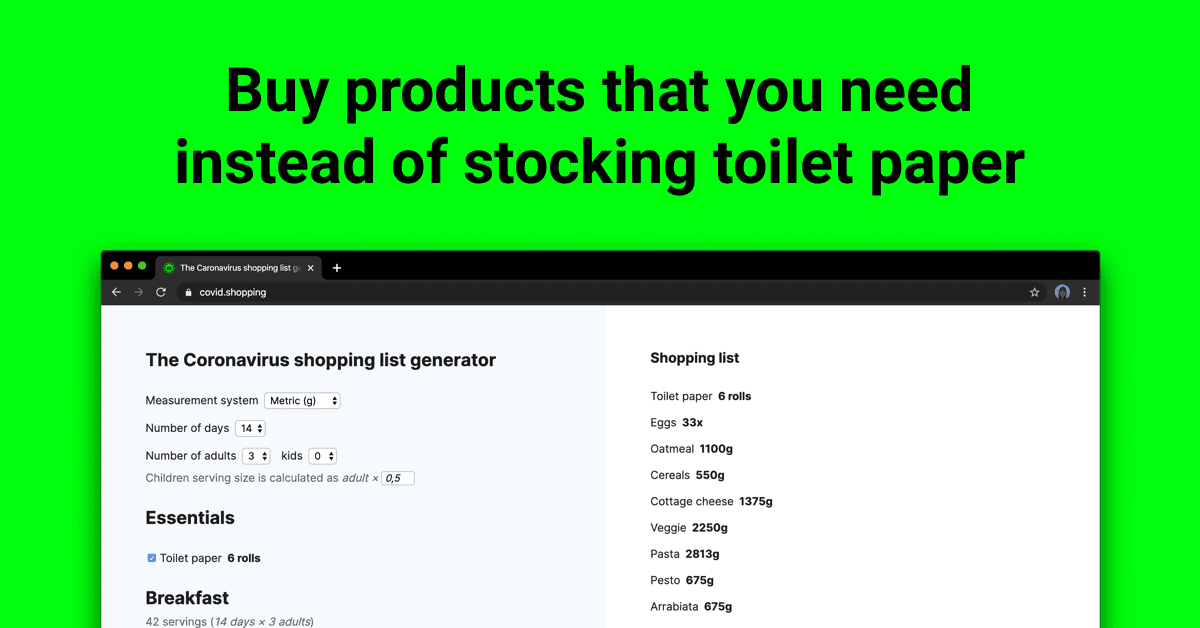 Buy products that you need
instead of stocking toilet paper
The Caronavirus shopping list ge
covid.shopping
The Coronavirus shopping list generator
Measurement system Metric (g)
Number of days 14
Number of adults 3 kids 0
Children serving size is calculated as adult × 0,5
Essentials
Toilet paper 6 rolls
Breakfast
42 servings (14 days × 3 adults)
Shopping list
Toilet paper 6 rolls
Eggs 33x
Oatmeal 1100g
Cereals 550g
Cottage cheese 1375g
Veggie 2250g
Pasta 2813g
Pesto 675g
Arrabiata 675g